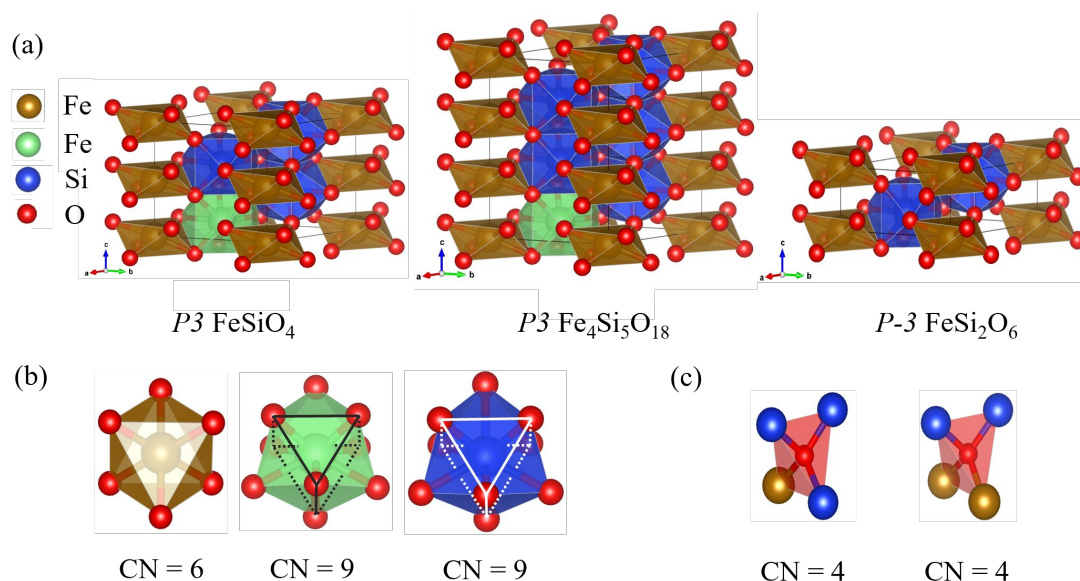 (a)
Fe
Fe
Si
O
c
a
b
c
a
b
c
a
b
P3 FeSiO₄
P3 Fe₄Si₅O₁₈
P-3 FeSi₂O₆
(b)
(c)
CN = 6
CN = 9
CN = 9
CN = 4
CN = 4